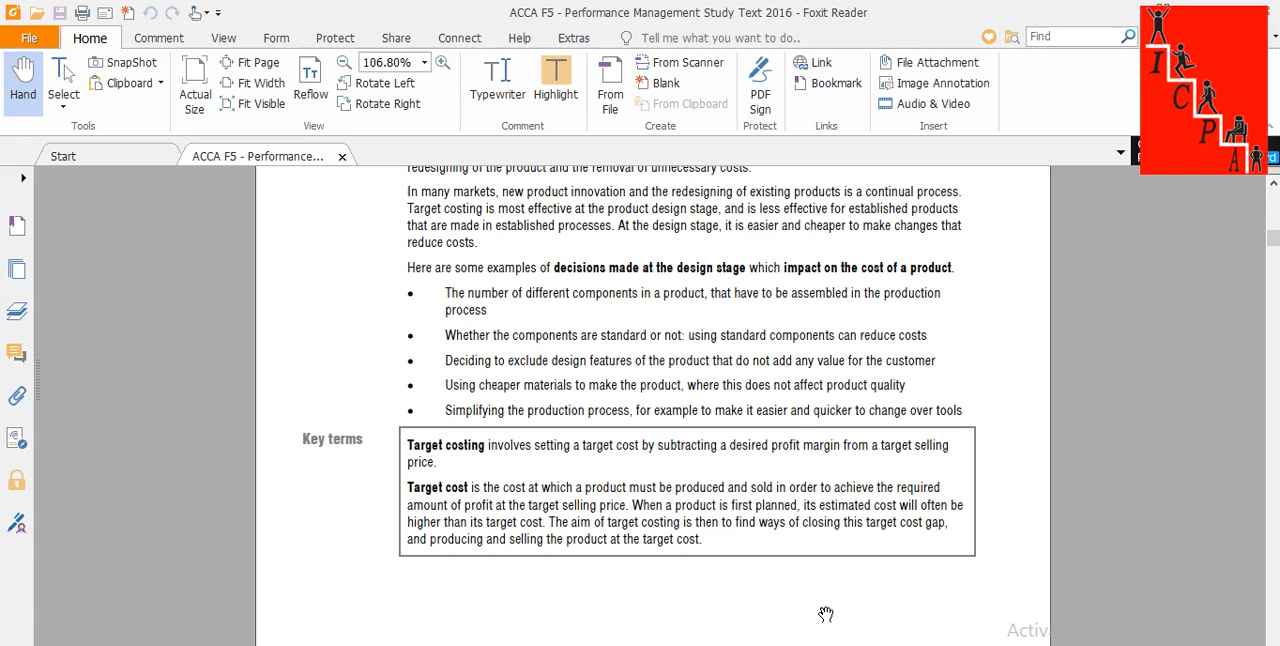 ACCA F5 - Performance Management Study Text 2016 - Foxit Reader
File Home Comment View Form Protect Share Connect Help Extras Tell me what you want to do.. Find
Hand Select SnapShot Clipboard Tools
Actual Size Fit Page Fit Width Fit Visible Reflow 106.80% Rotate Left Rotate Right View
Typewriter Highlight Comment
From File From Scanner Blank From Clipboard Create
PDF Sign Protect
Link Bookmark Links
File Attachment Image Annotation Audio & Video Insert
I
C
P
A
Start ACCA F5 - Performance...
redesigning of the product and the removal of unnecessary costs.
In many markets, new product innovation and the redesigning of existing products is a continual process.
Target costing is most effective at the product design stage, and is less effective for established products
that are made in established processes. At the design stage, it is easier and cheaper to make changes that
reduce costs.
Here are some examples of decisions made at the design stage which impact on the cost of a product.
• The number of different components in a product, that have to be assembled in the production
process
• Whether the components are standard or not: using standard components can reduce costs
• Deciding to exclude design features of the product that do not add any value for the customer
• Using cheaper materials to make the product, where this does not affect product quality
• Simplifying the production process, for example to make it easier and quicker to change over tools
Key terms
Target costing involves setting a target cost by subtracting a desired profit margin from a target selling
price.
Target cost is the cost at which a product must be produced and sold in order to achieve the required
amount of profit at the target selling price. When a product is first planned, its estimated cost will often be
higher than its target cost. The aim of target costing is then to find ways of closing this target cost gap,
and producing and selling the product at the target cost.